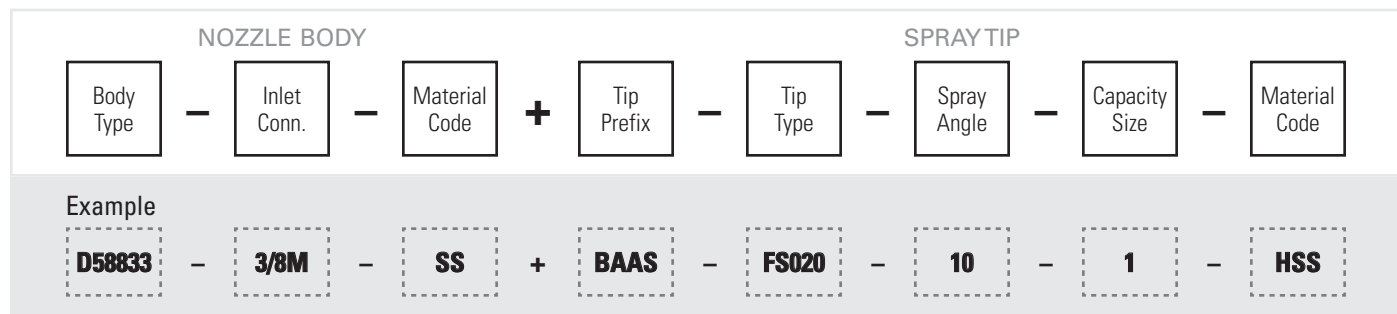 NOZZLE BODY SPRAY TIP
Body Type – Inlet Conn. – Material Code + Tip Prefix – Tip Type – Spray Angle – Capacity Size – Material Code
Example
D58833 – 3/8M – SS + BAAS – FS020 – 10 – 1 – HSS